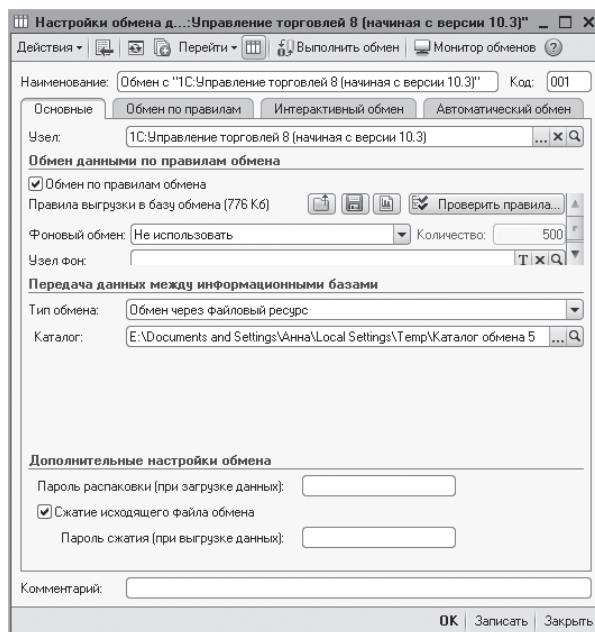 Настройки обмена д...:Управление торговлей 8 (начиная с версии 10.3)"
Действия Перейти Выполнить обмен Монитор обменов ?
Наименование: Обмен с "1С:Управление торговлей 8 (начиная с версии 10.3)" Код: 001
Основные Обмен по правилам Интерактивный обмен Автоматический обмен
Узел: 1С:Управление торговлей 8 (начиная с версии 10.3) ... x
Обмен данными по правилам обмена
Обмен по правилам обмена
Правила выгрузки в базу обмена (776 Кб) Проверить правила...
Фоновый обмен: Не использовать Количество: 500
Узел фон: T x
Передача данных между информационными базами
Тип обмена: Обмен через файловый ресурс
Каталог: E:\Documents and Settings\Анна\Local Settings\Temp\Каталог обмена 5 ...
Дополнительные настройки обмена
Пароль распаковки (при загрузке данных):
Сжатие исходящего файла обмена
Пароль сжатия (при выгрузке данных):
Комментарий:
OK Записать Закрыть